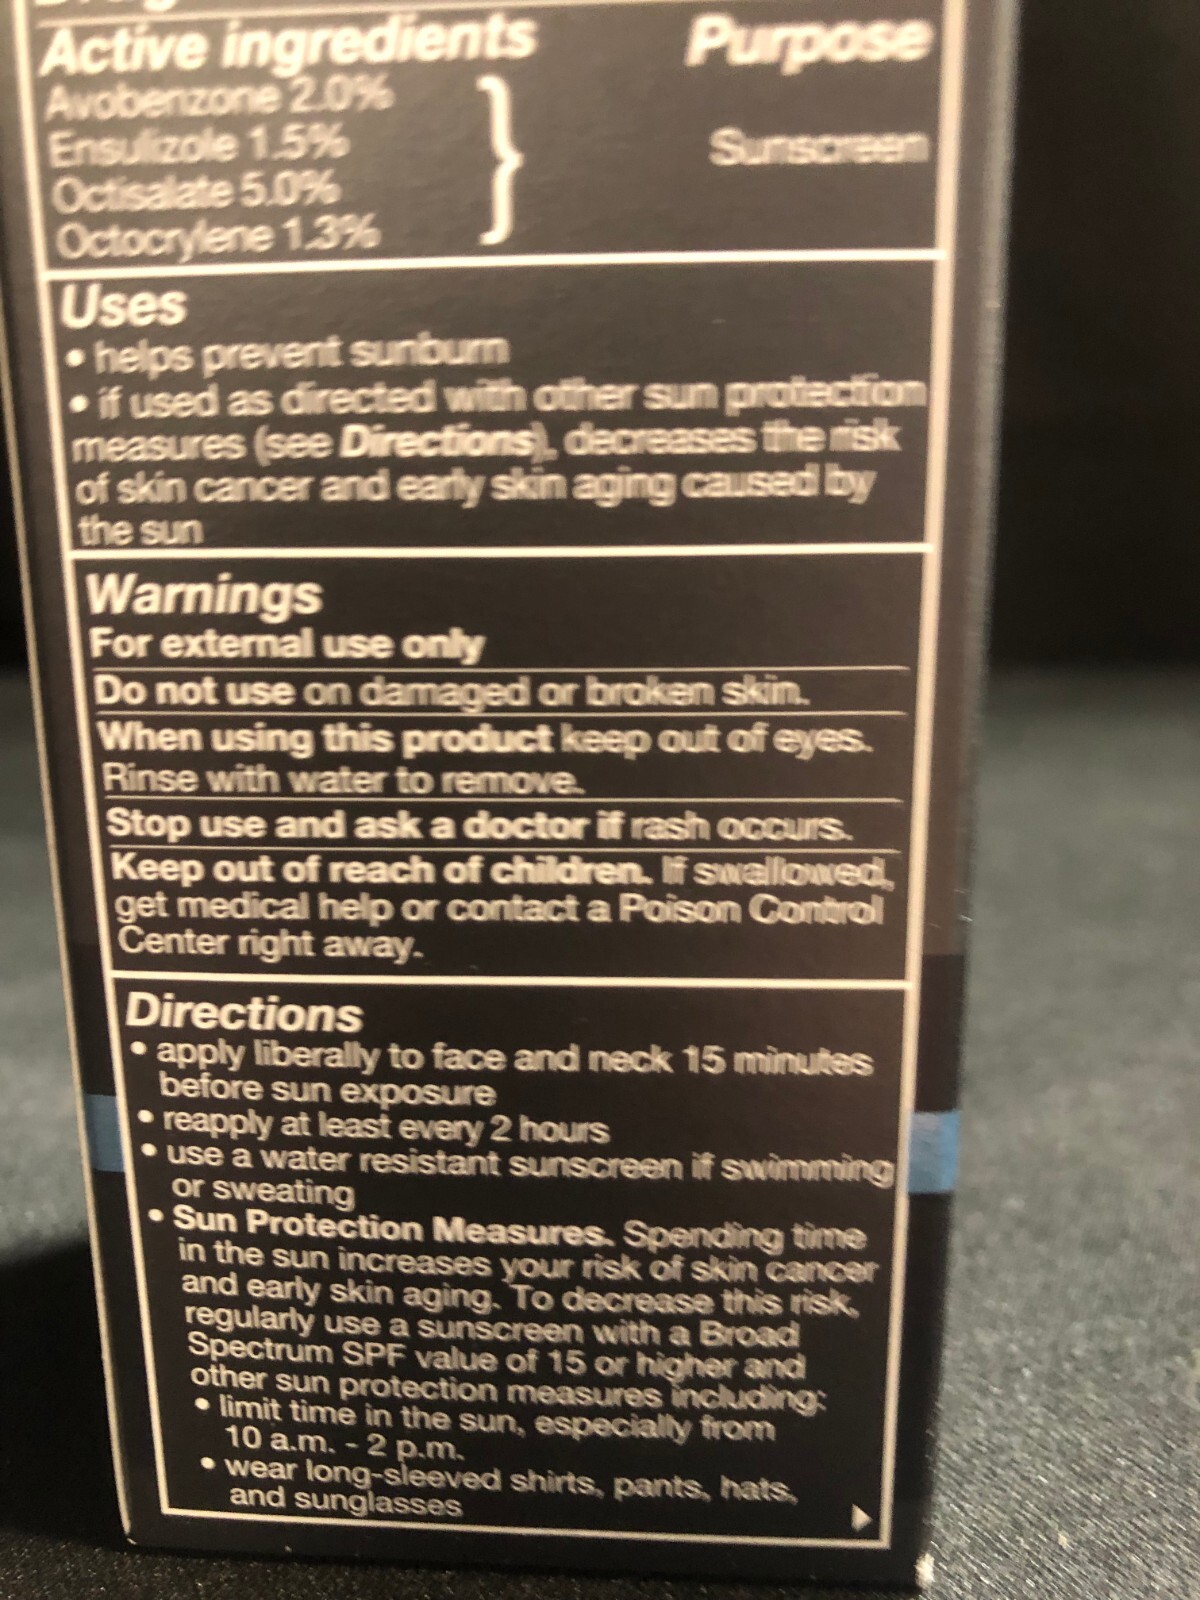 Active ingredients Purpose
Avobenzone 2.0%
Ensulizole 1.5% Sunscreen
Octisalate 5.0%
Octocrylene 1.3%
Uses
• helps prevent sunburn
• if used as directed with other sun protection
measures (see Directions), decreases the risk
of skin cancer and early skin aging caused by
the sun
Warnings
For external use only
Do not use on damaged or broken skin.
When using this product keep out of eyes.
Rinse with water to remove.
Stop use and ask a doctor if rash occurs.
Keep out of reach of children. If swallowed,
get medical help or contact a Poison Control
Center right away.
Directions
• apply liberally to face and neck 15 minutes
before sun exposure
• reapply at least every 2 hours
• use a water resistant sunscreen if swimming
or sweating
• Sun Protection Measures. Spending time
in the sun increases your risk of skin cancer
and early skin aging. To decrease this risk,
regularly use a sunscreen with a Broad
Spectrum SPF value of 15 or higher and
other sun protection measures including:
• limit time in the sun, especially from
10 a.m. - 2 p.m.
• wear long-sleeved shirts, pants, hats,
and sunglasses